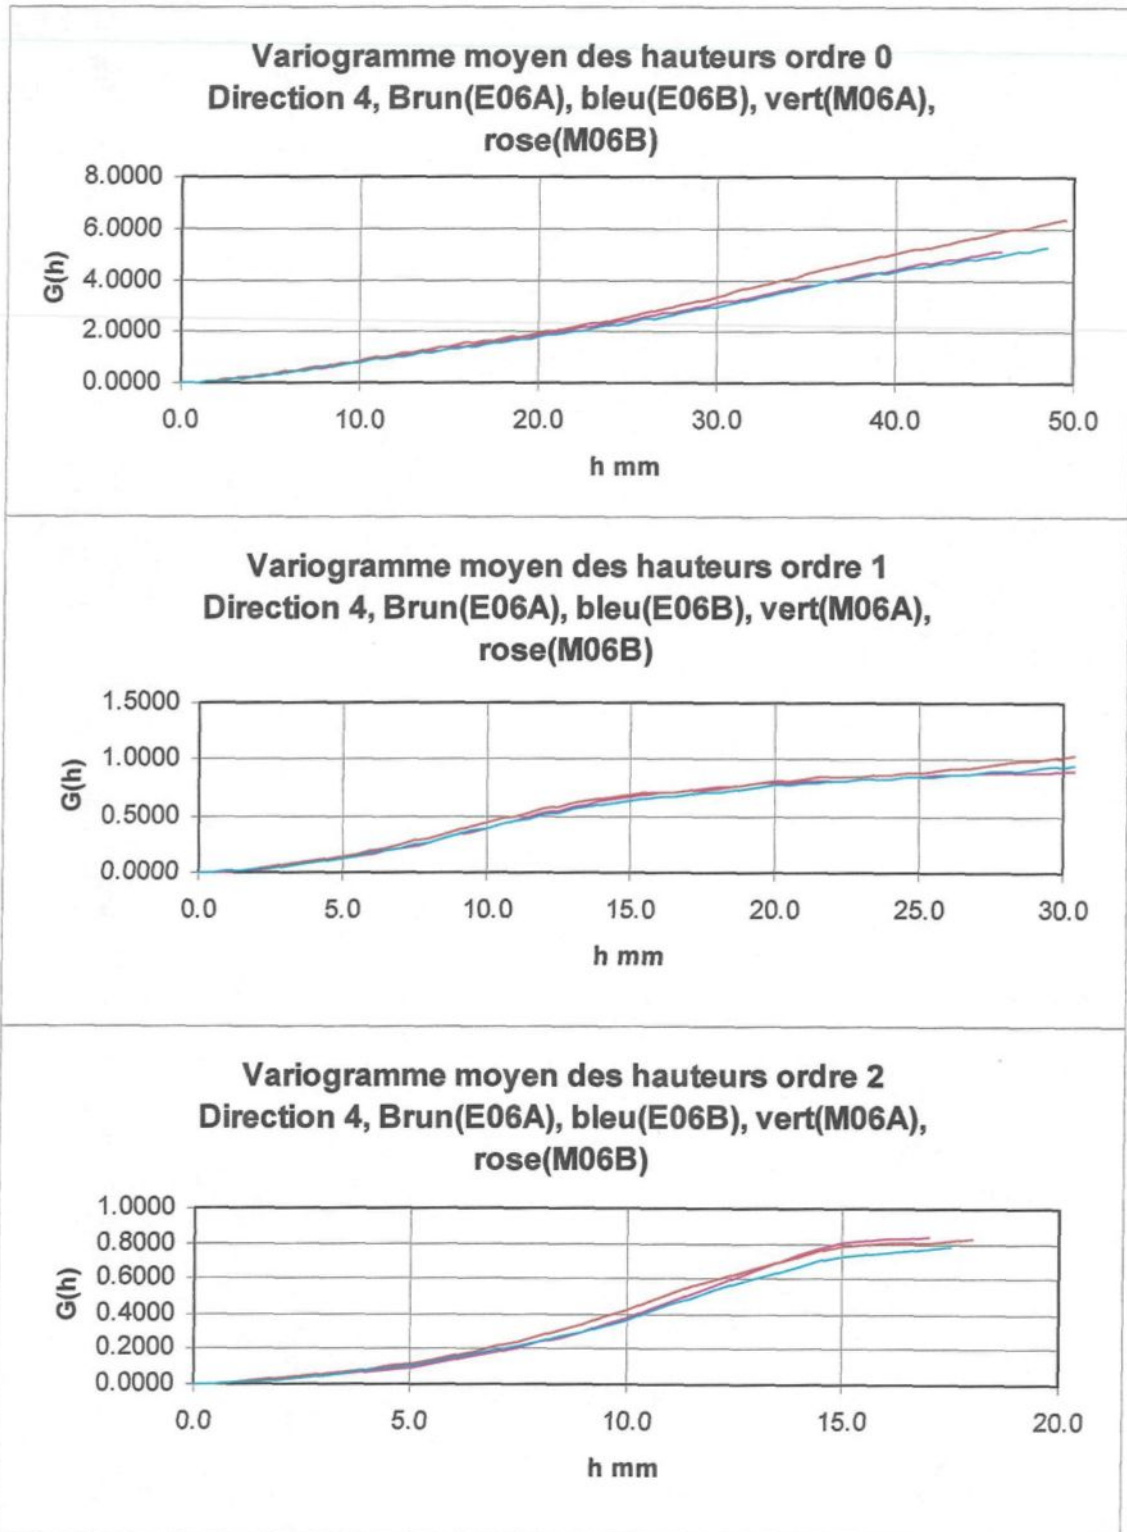 Variogramme moyen des hauteurs ordre 0
Direction 4, Brun(E06A), bleu(E06B), vert(M06A),
rose(M06B)
8.0000
6.0000
4.0000
2.0000
0.0000
G(h)
0.0 10.0 20.0 30.0 40.0 50.0
h mm
Variogramme moyen des hauteurs ordre 1
Direction 4, Brun(E06A), bleu(E06B), vert(M06A),
rose(M06B)
1.5000
1.0000
0.5000
0.0000
G(h)
0.0 5.0 10.0 15.0 20.0 25.0 30.0
h mm
Variogramme moyen des hauteurs ordre 2
Direction 4, Brun(E06A), bleu(E06B), vert(M06A),
rose(M06B)
1.0000
0.8000
0.6000
0.4000
0.2000
0.0000
G(h)
0.0 5.0 10.0 15.0 20.0
h mm